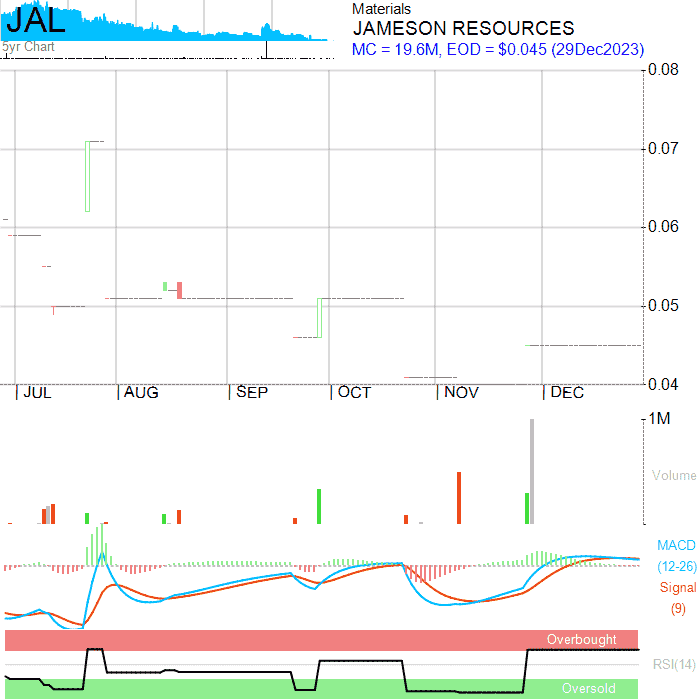 JAL
5yr Chart
Materials
JAMESON RESOURCES
MC = 19.6M, EOD = $0.045 (29Dec2023)
0.08
0.07
0.06
0.05
0.04
JUL AUG SEP OCT NOV DEC
1M
Volume
MACD
(12-26)
Signal
(9)
Overbought
RSI(14)
Oversold